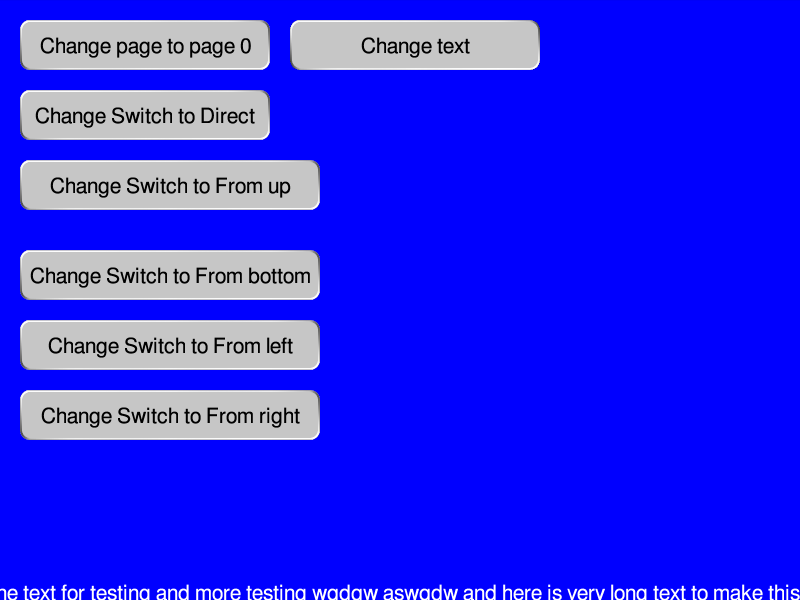 Change page to page 0
Change text
Change Switch to Direct
Change Switch to From up
Change Switch to From bottom
Change Switch to From left
Change Switch to From right
text for testing and more testing wgdgw aswgdw and here is very long text to make this